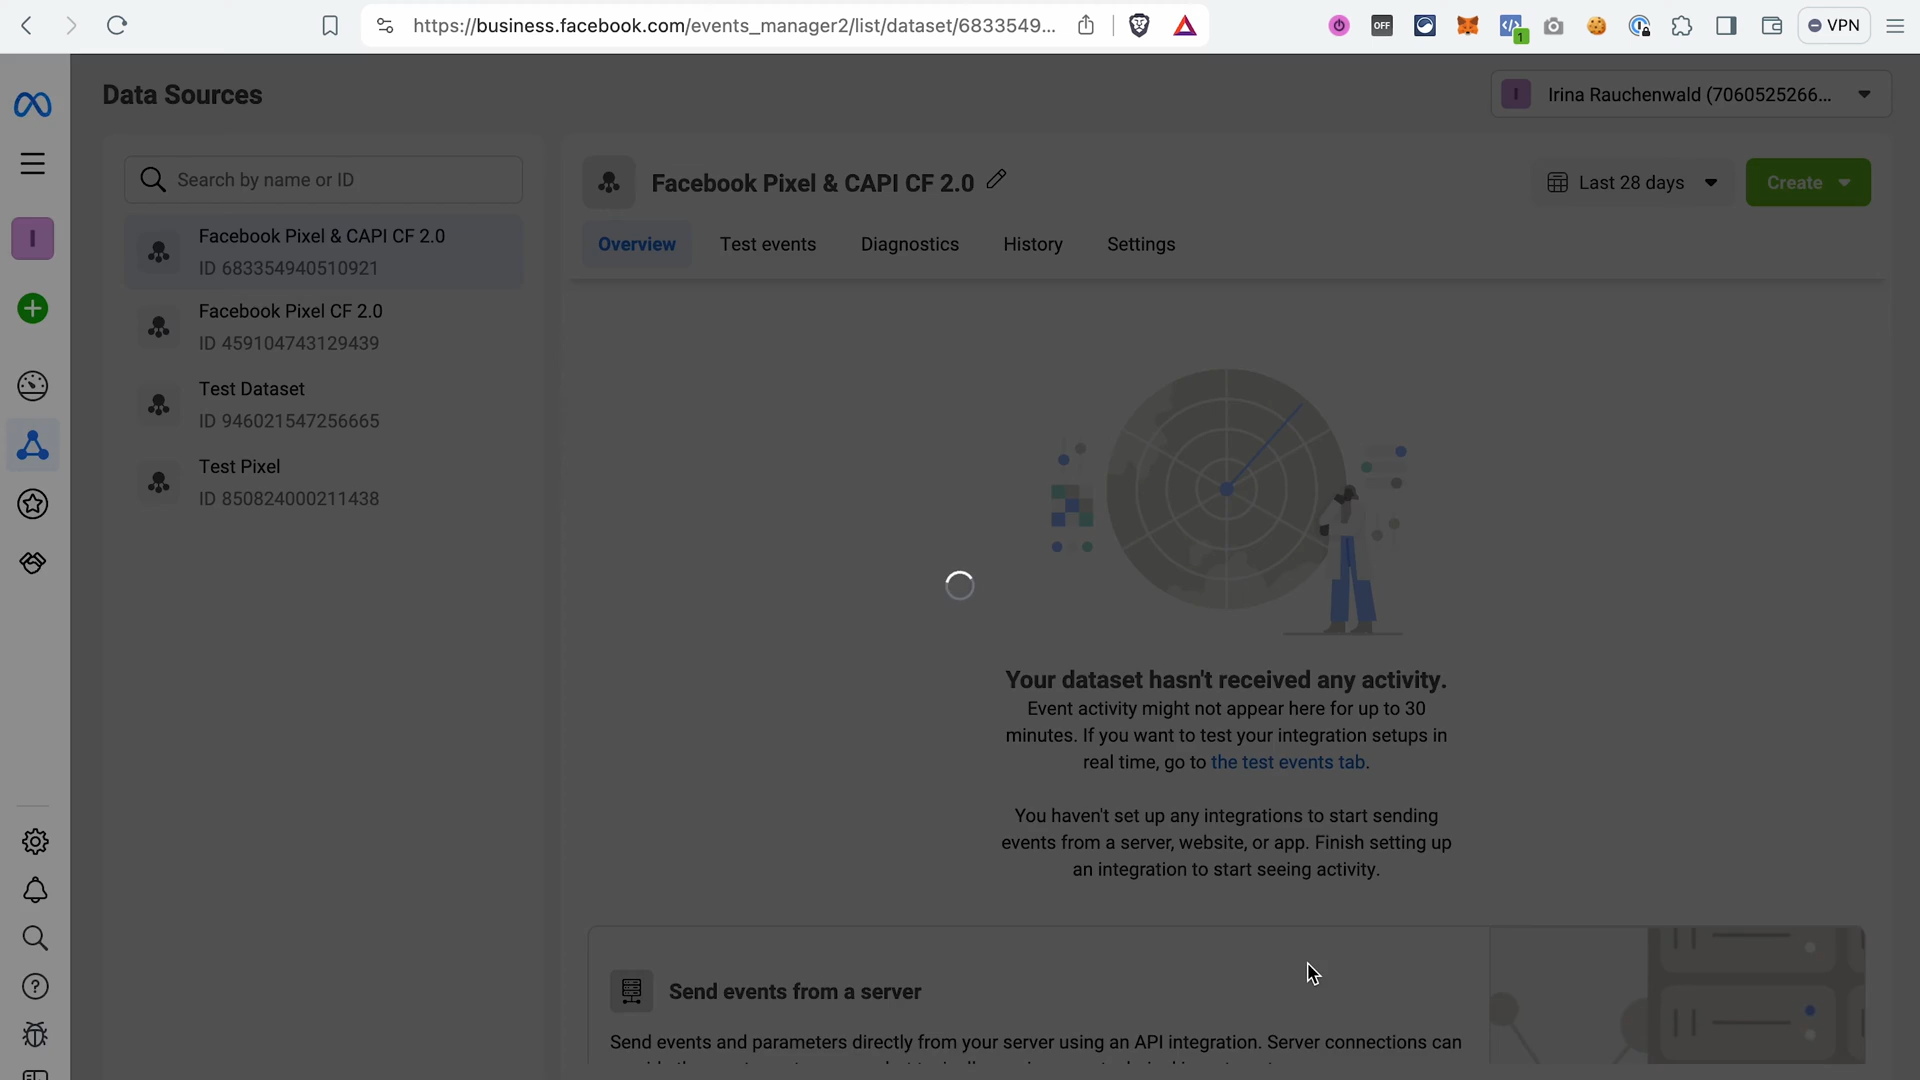 https://business.facebook.com/events_manager2/list/dataset/6833549...
OFF
1
VPN
Data Sources
I
Irina Rauchenwald (7060525266...
Search by name or ID
Facebook Pixel & CAPI CF 2.0
Last 28 days
Create
I
Facebook Pixel & CAPI CF 2.0
ID 683354940510921
Overview
Test events
Diagnostics
History
Settings
Facebook Pixel CF 2.0
ID 459104743129439
Test Dataset
ID 946021547256665
Test Pixel
ID 850824000211438
Your dataset hasn't received any activity.
Event activity might not appear here for up to 30
minutes. If you want to test your integration setups in
real time, go to the test events tab.
You haven't set up any integrations to start sending
events from a server, website, or app. Finish setting up
an integration to start seeing activity.
Send events from a server
Send events and parameters directly from your server using an API integration. Server connections can